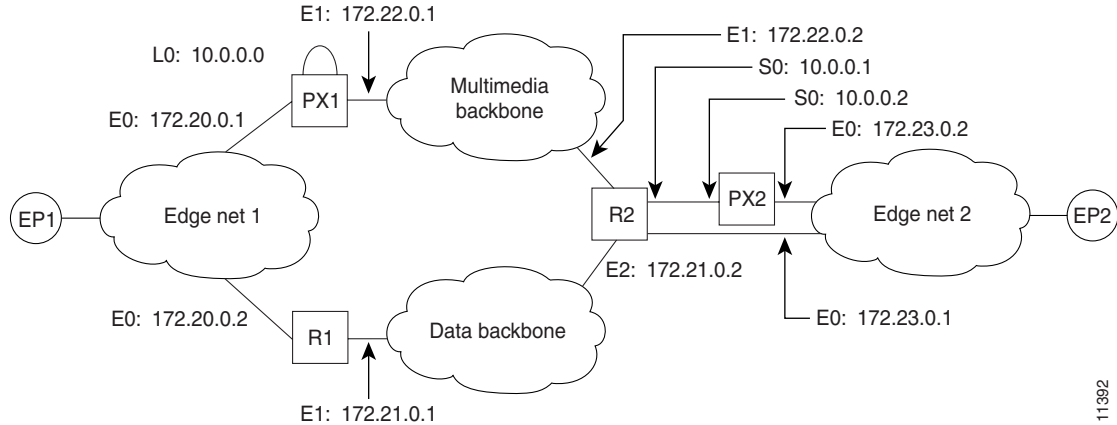 E1: 172.22.0.1
L0: 10.0.0.0
E1: 172.22.0.2
S0: 10.0.0.1
S0: 10.0.0.2
E0: 172.23.0.2
Multimedia
backbone
PX1
E0: 172.20.0.1
EP1
Edge net 1
R2
PX2
Edge net 2
EP2
E2: 172.21.0.2
E0: 172.20.0.2
R1
Data backbone
E0: 172.23.0.1
E1: 172.21.0.1
11392